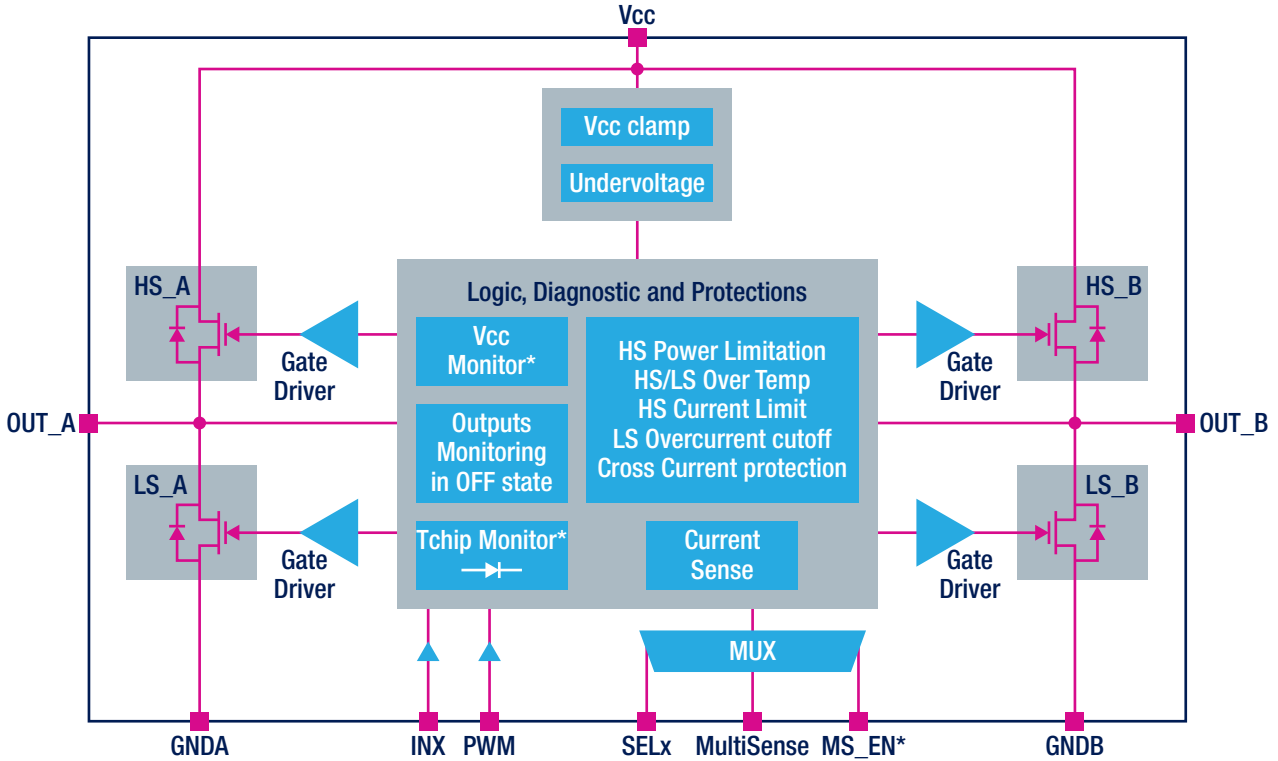 Vcc
Vcc clamp
Undervoltage
HS_A
Gate
Driver
Logic, Diagnostic and Protections
Vcc
Monitor*
HS Power Limitation
HS/LS Over Temp
HS Current Limit
LS Overcurrent cutoff
Cross Current protection
Gate
Driver
HS_B
OUT_A
Outputs
Monitoring
in OFF state
OUT_B
LS_A
Gate
Driver
Tchip Monitor*
Current
Sense
Gate
Driver
LS_B
MUX
GNDA
INX
PWM
SELx
MultiSense
MS_EN*
GNDB